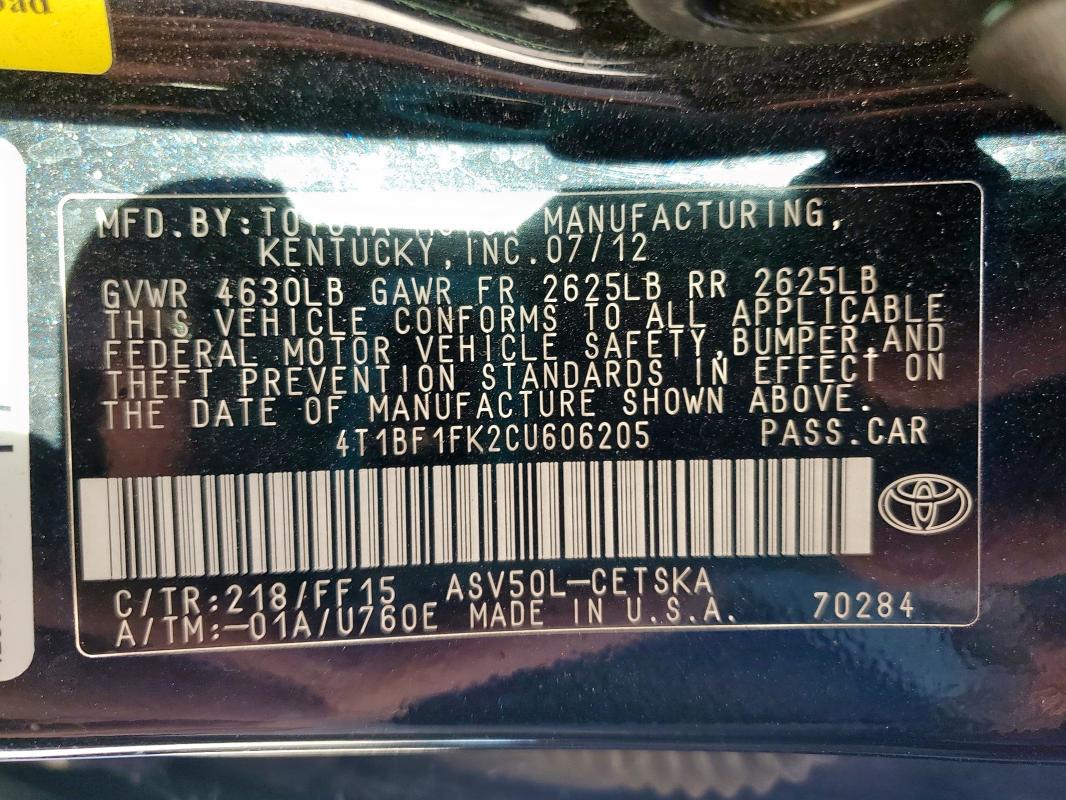 MFD.BY:TOYOTA MOTOR MANUFACTURING,
KENTUCKY, INC. 07/12
GVWR 4630LB GAWR FR 2625LB RR 2625LB
THIS VEHICLE CONFORMS TO ALL APPLICABLE
FEDERAL MOTOR VEHICLE SAFETY,BUMPER,AND
THEFT PREVENTION STANDARDS IN EFFECT ON
THE DATE OF MANUFACTURE SHOWN ABOVE.
4T1BF1FK2CU606205 PASS.CAR
C/TR:218/FF15 ASV50L-CETSKA
A/TM:-01A/U760E MADE IN U.S.A. 70284